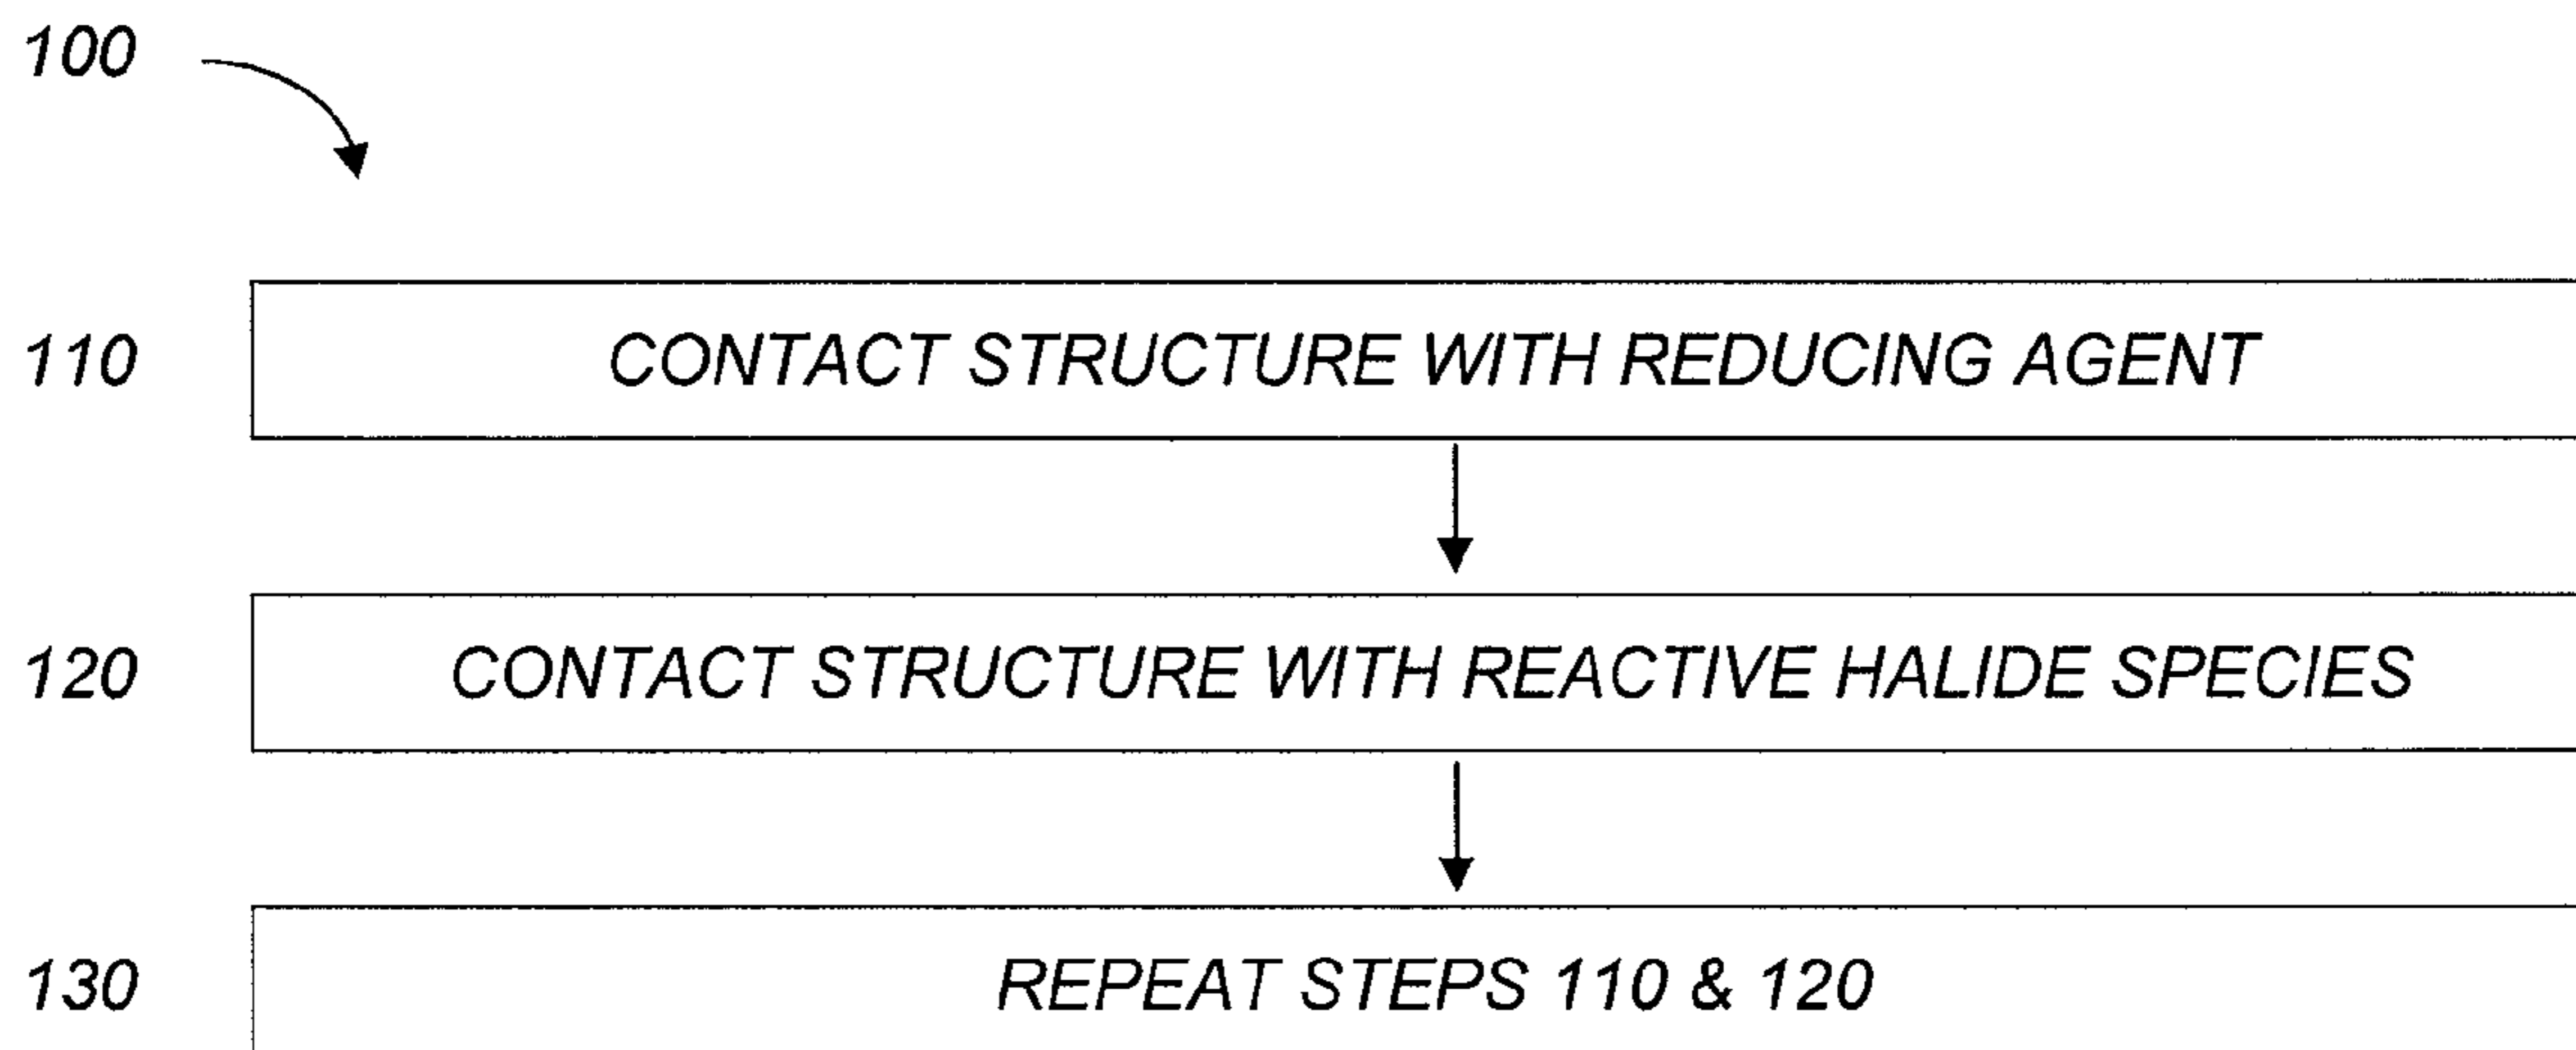 100
110 CONTACT STRUCTURE WITH REDUCING AGENT
120 CONTACT STRUCTURE WITH REACTIVE HALIDE SPECIES
130 REPEAT STEPS 110 & 120